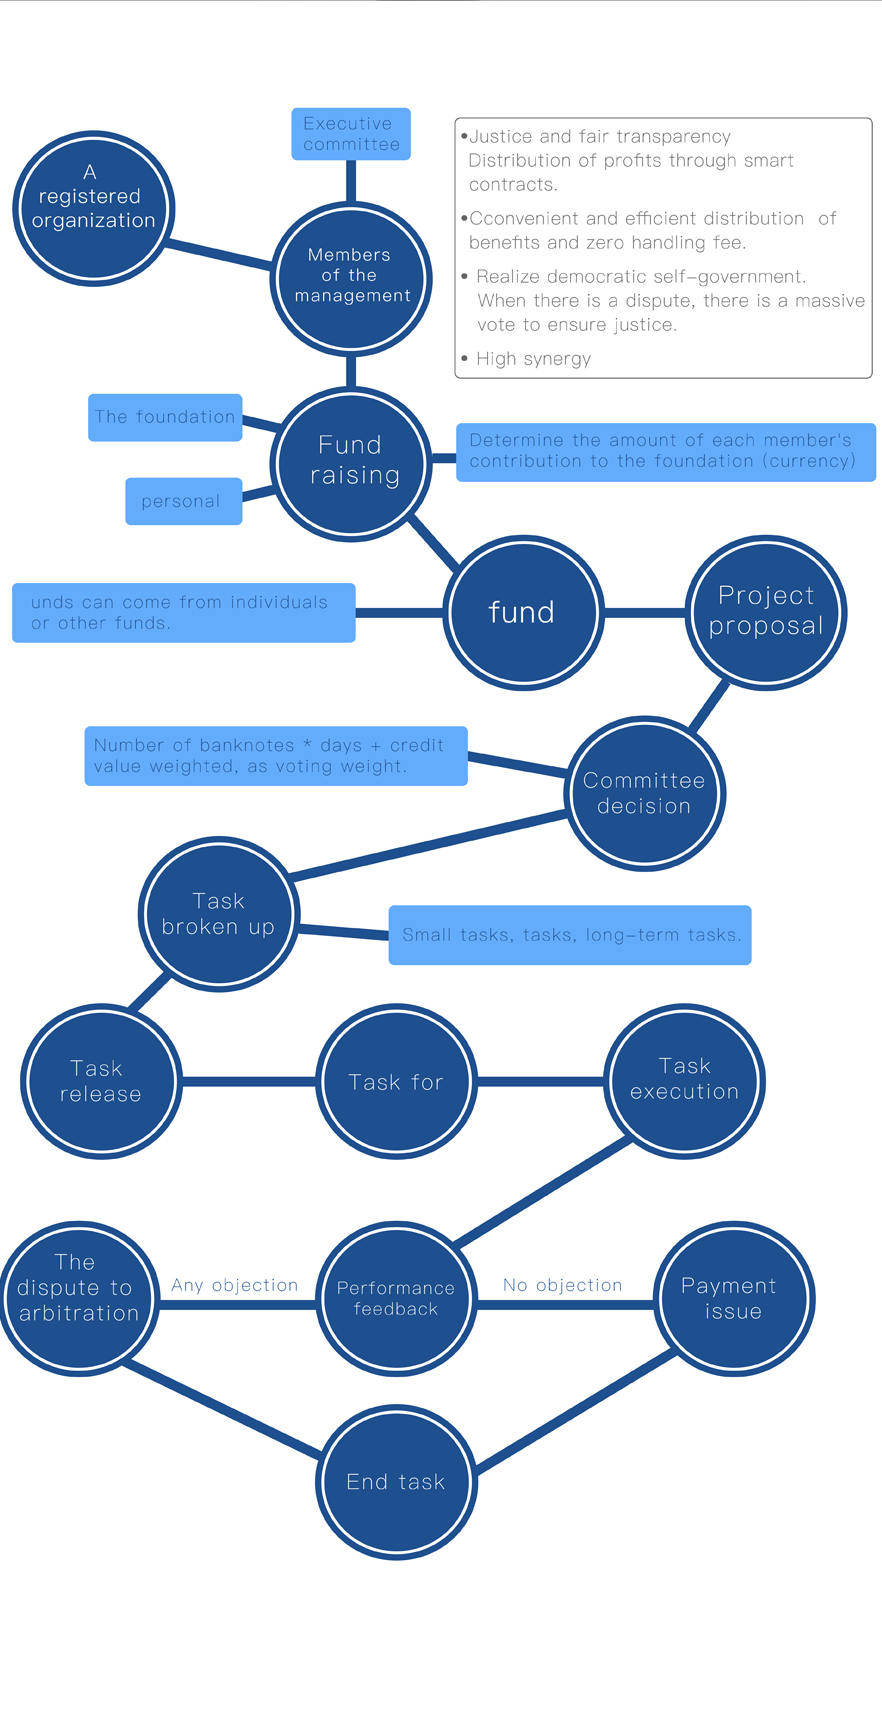 Executive
committee
A
registered
organization
Members
of the
management
•Justice and fair transparency
Distribution of profits through smart
contracts.
•Cconvenient and efficient distribution of
benefits and zero handling fee.
• Realize democratic self-government.
When there is a dispute, there is a massive
vote to ensure justice.
• High synergy
The foundation
personal
Fund
raising
Determine the amount of each member's
contribution to the foundation (currency)
unds can come from individuals
or other funds.
fund
Project
proposal
Number of banknotes * days + credit
value weighted, as voting weight.
Committee
decision
Task
broken up
Small tasks, tasks, long-term tasks.
Task
release
Task for
Task
execution
The
dispute to
arbitration
Any objection
Performance
feedback
No objection
Payment
issue
End task